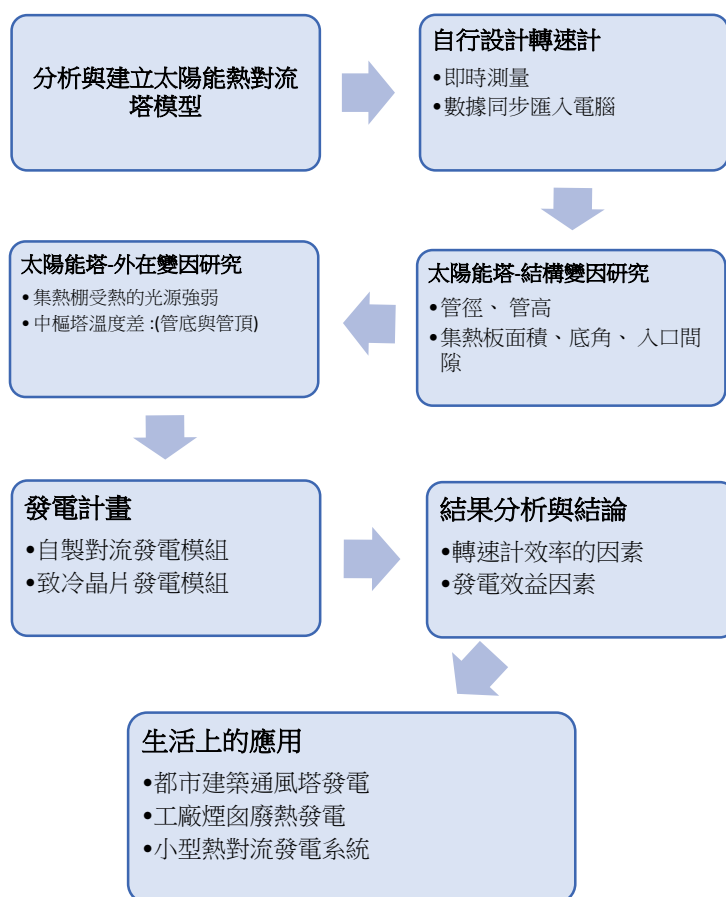 分析與建立太陽能熱對流
塔模型
自行設計轉速計
•即時測量
•數據同步匯入電腦
太陽能塔-結構變因研究
•管徑、 管高
•集熱板面積、底角、 入口間
隙
太陽能塔-外在變因研究
•集熱棚受熱的光源強弱
•中樞塔溫度差 :(管底與管頂)
發電計畫
•自製對流發電模組
•致冷晶片發電模組
結果分析與結論
•轉速計效率的因素
•發電效益因素
生活上的應用
•都市建築通風塔發電
•工廠煙囪廢熱發電
•小型熱對流發電系統